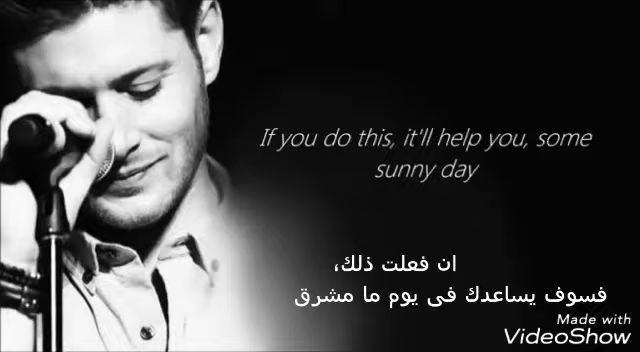 If you do this, it'll help you, some
sunny day
ان فعلت ذلك،
فسوف يساعدك فى يوم ما مشرق
Made with
VideoShow